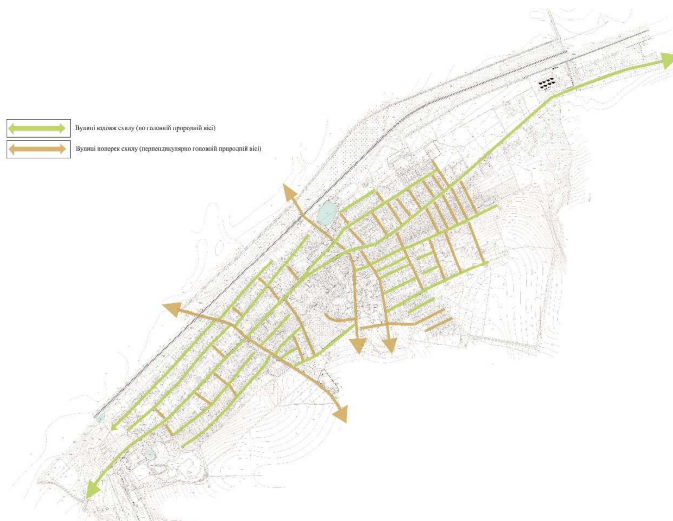 Вулиці вздовж схилу (по головній природній вісі)
Вулиці поперек схилу (перпендикулярно головній природній вісі)